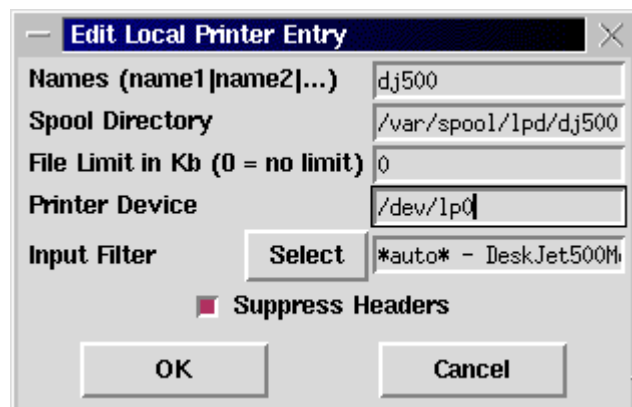 Edit Local Printer Entry
Names (name1|name2|...) dj500
Spool Directory /var/spool/lpd/dj500
File Limit in Kb (0 = no limit) 0
Printer Device /dev/lp0
Input Filter Select *auto* - DeskJet500M
Suppress Headers
OK Cancel